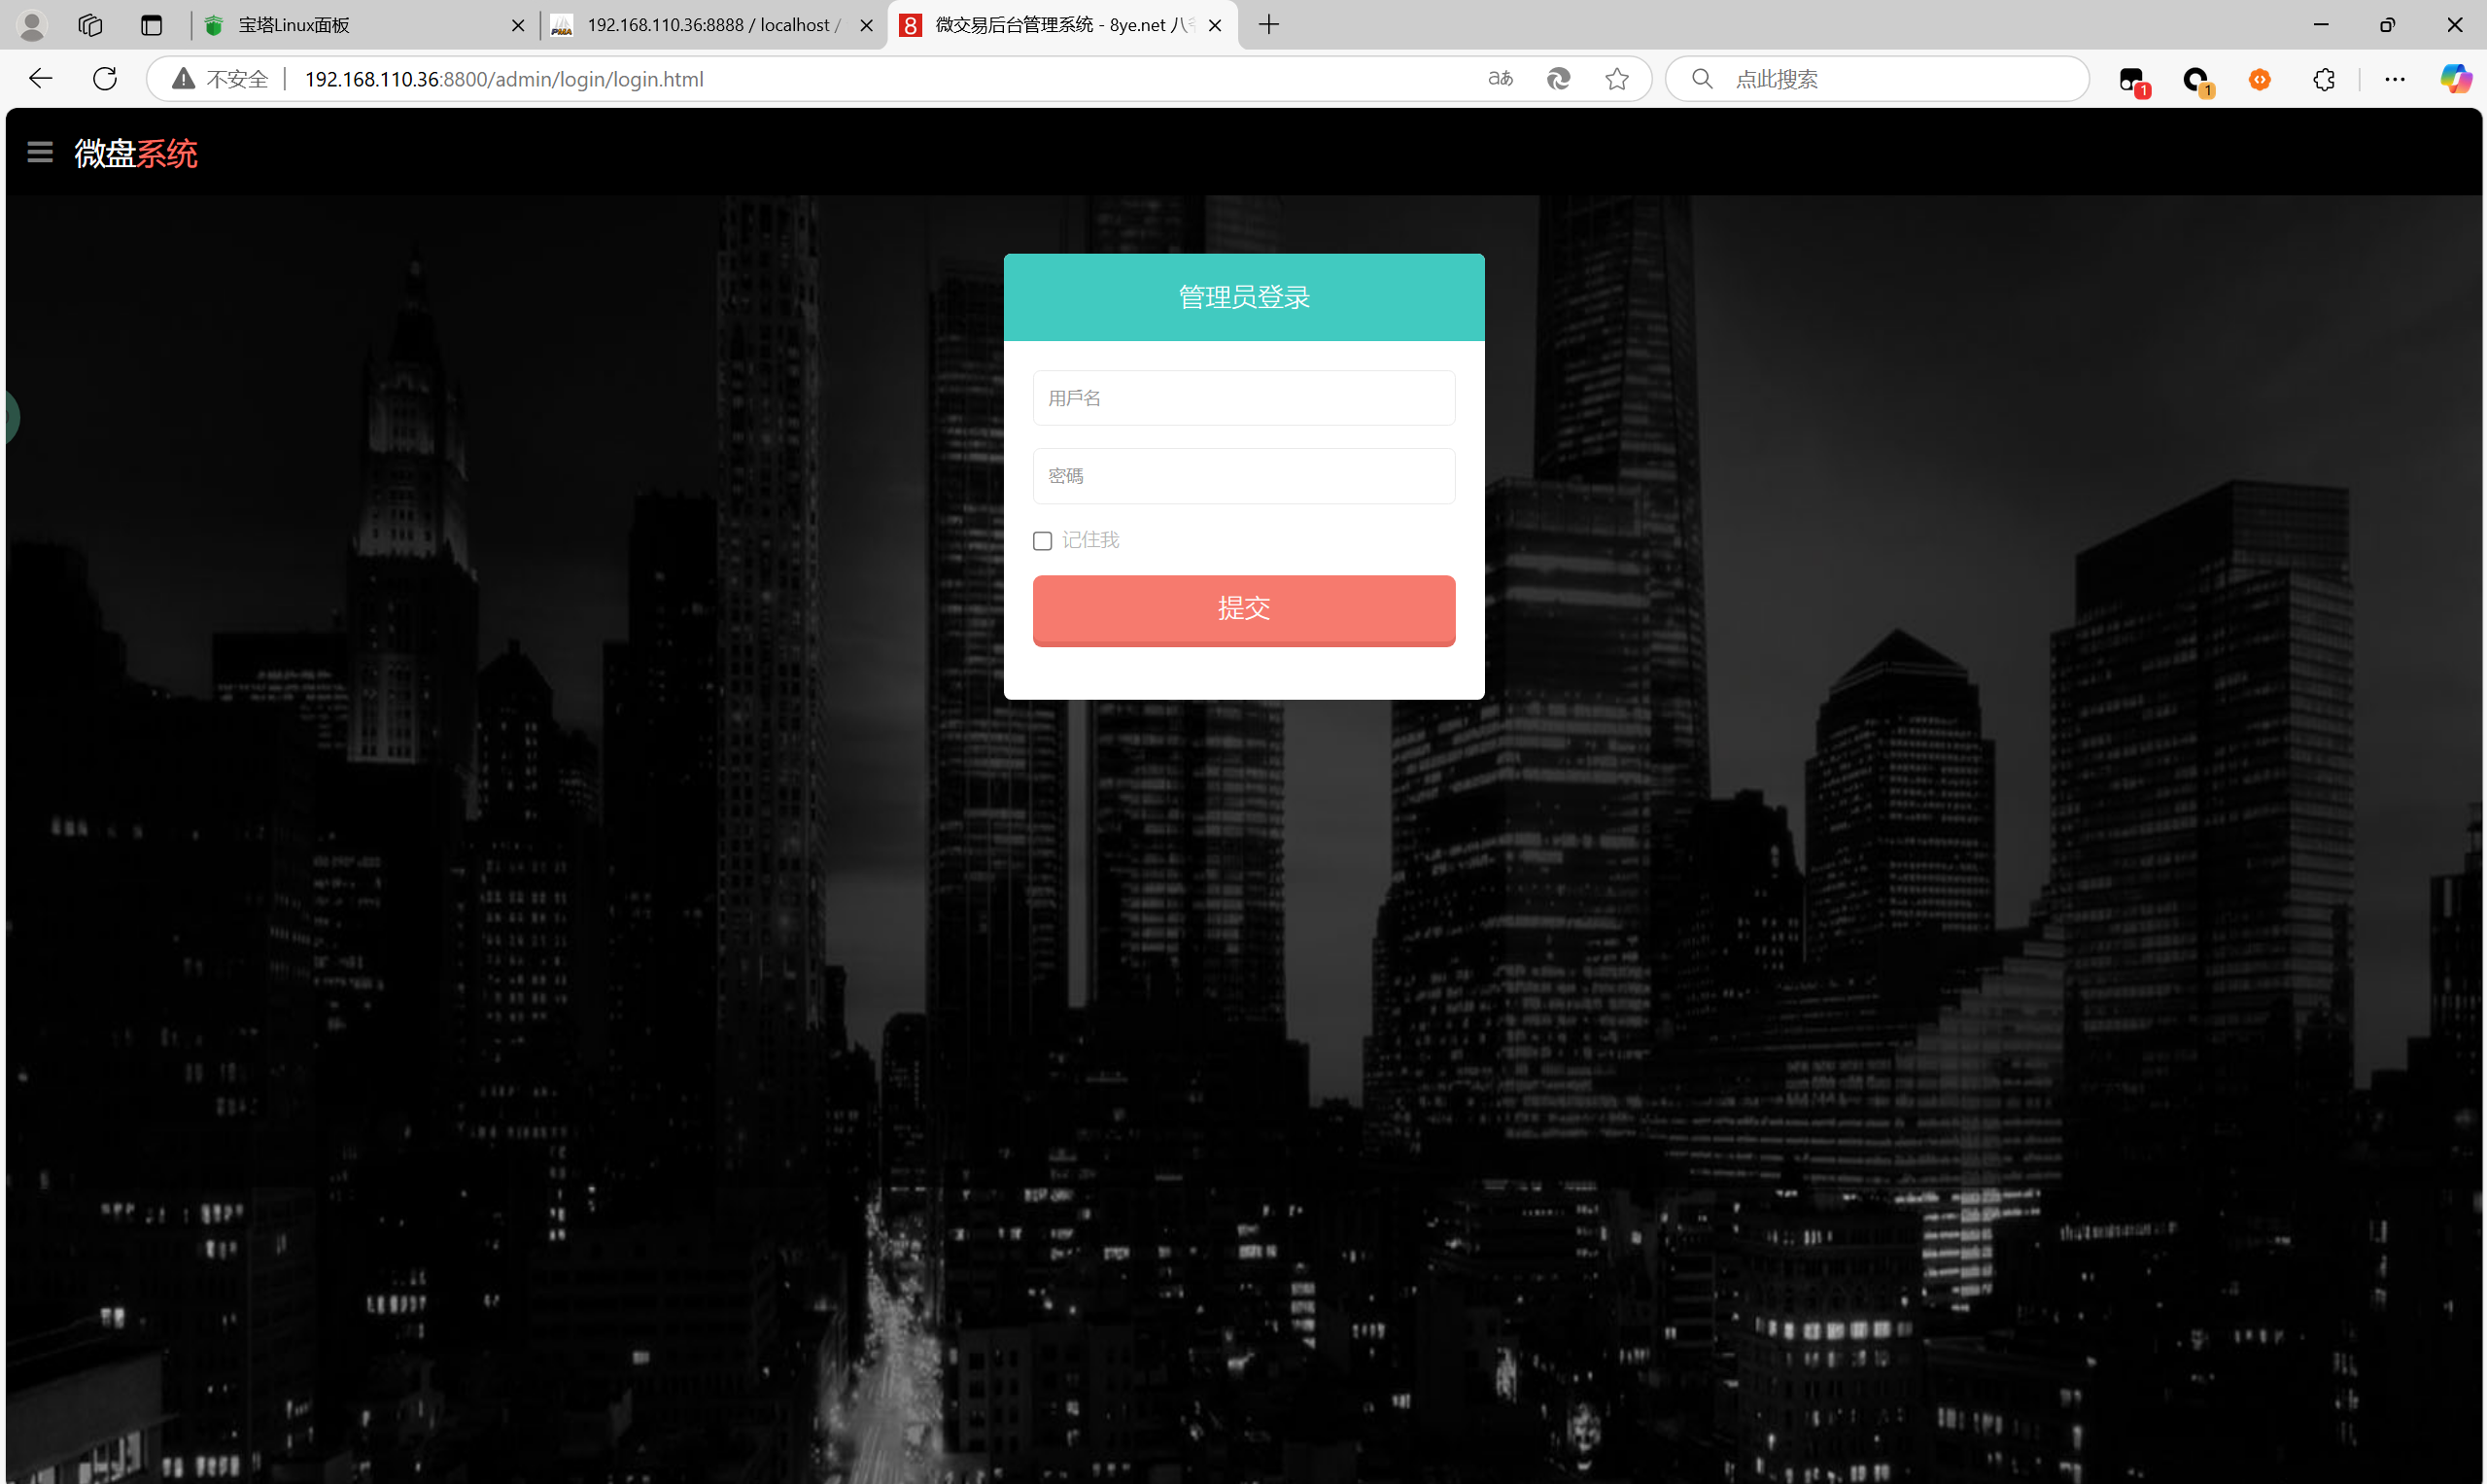 宝塔Linux面板
192.168.110.36:8888 / localhost /
微交易后台管理系统 - 8ye.net 八
不安全
192.168.110.36:8800/admin/login/login.html
点此搜索
1
1
微盘系统
管理员登录
用戶名
密碼
记住我
提交